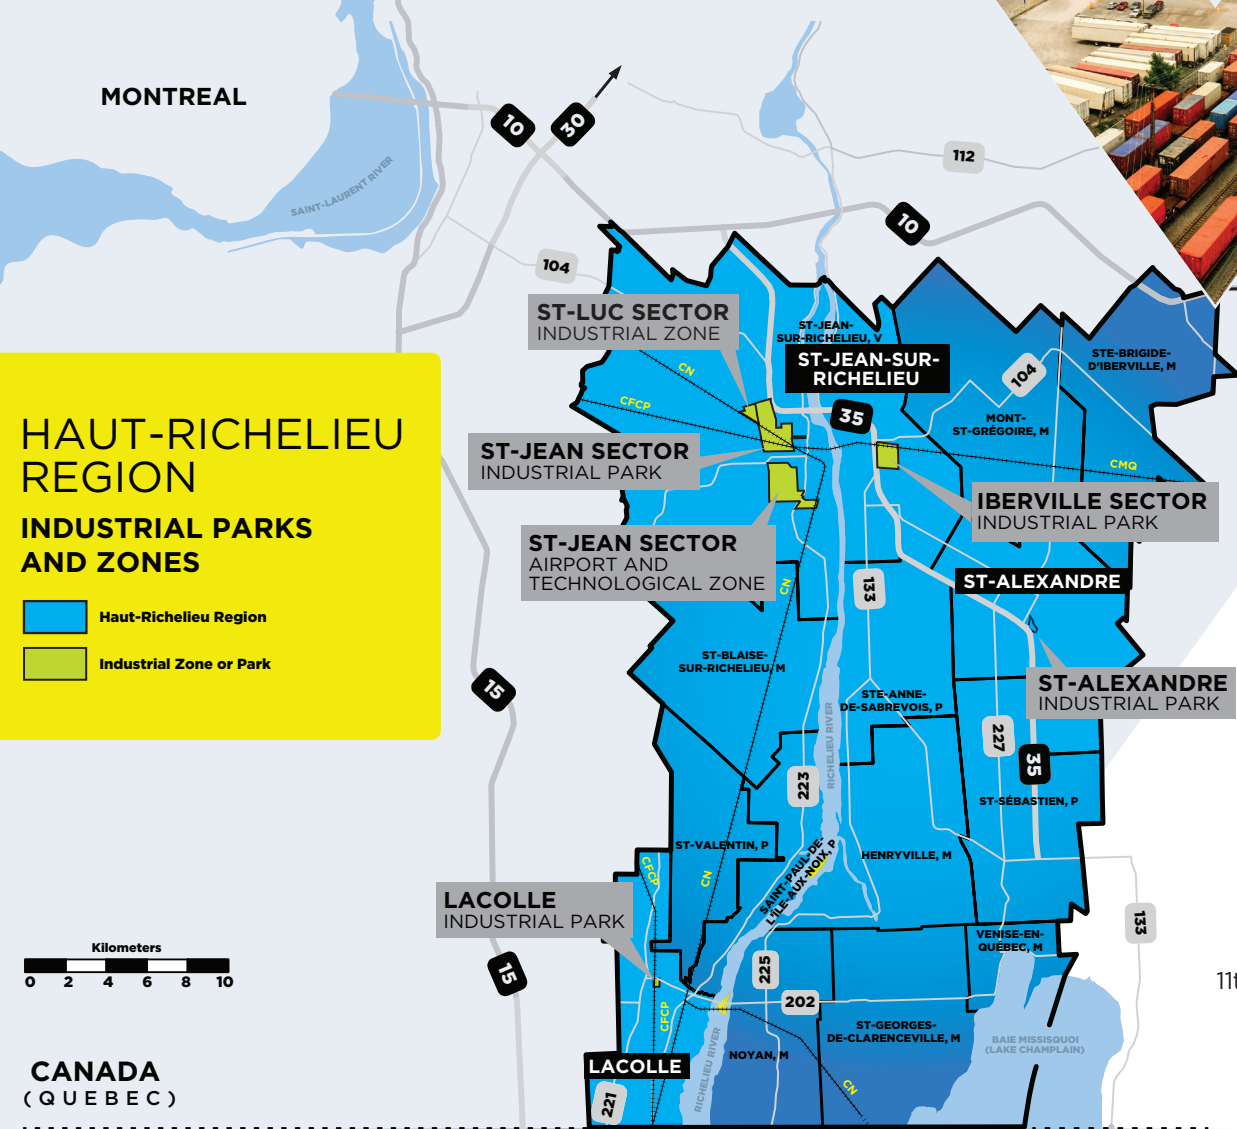 MONTREAL
SAINT-LAURENT RIVER
10
30
112
10
104
ST-LUC SECTOR
INDUSTRIAL ZONE
ST-JEAN-
SUR-RICHELIEU, V
ST-JEAN-SUR-
RICHELIEU
STE-BRIGIDE-
D'IBERVILLE, M
104
CN
CFCP
35
MONT-
ST-GRÉGOIRE, M
HAUT-RICHELIEU
REGION
INDUSTRIAL PARKS
AND ZONES
Haut-Richelieu Region
Industrial Zone or Park
ST-JEAN SECTOR
INDUSTRIAL PARK
CMQ
IBERVILLE SECTOR
INDUSTRIAL PARK
ST-JEAN SECTOR
AIRPORT AND
TECHNOLOGICAL ZONE
CN
133
ST-ALEXANDRE
ST-BLAISE-
SUR-RICHELIEU, M
15
STE-ANNE-
DE-SABREVOIS, P
ST-ALEXANDRE
INDUSTRIAL PARK
RICHELIEU RIVER
227
35
223
ST-SÉBASTIEN, P
ST-VALENTIN, P
SAINT-PAUL-DE-
L'ÎLE-AUX-NOIX, P
HENRYVILLE, M
CFCP
CN
LACOLLE
INDUSTRIAL PARK
133
VENISE-EN-
QUÉBEC, M
Kilometers
0 2 4 6 8 10
15
225
202
11t
CFCP
ST-GEORGES-
DE-CLARENCEVILLE, M
BAIE MISSISQUOI
(LAKE CHAMPLAIN)
NOYAN, M
RICHELIEU RIVER
LACOLLE
CANADA
(QUEBEC)
221
CN